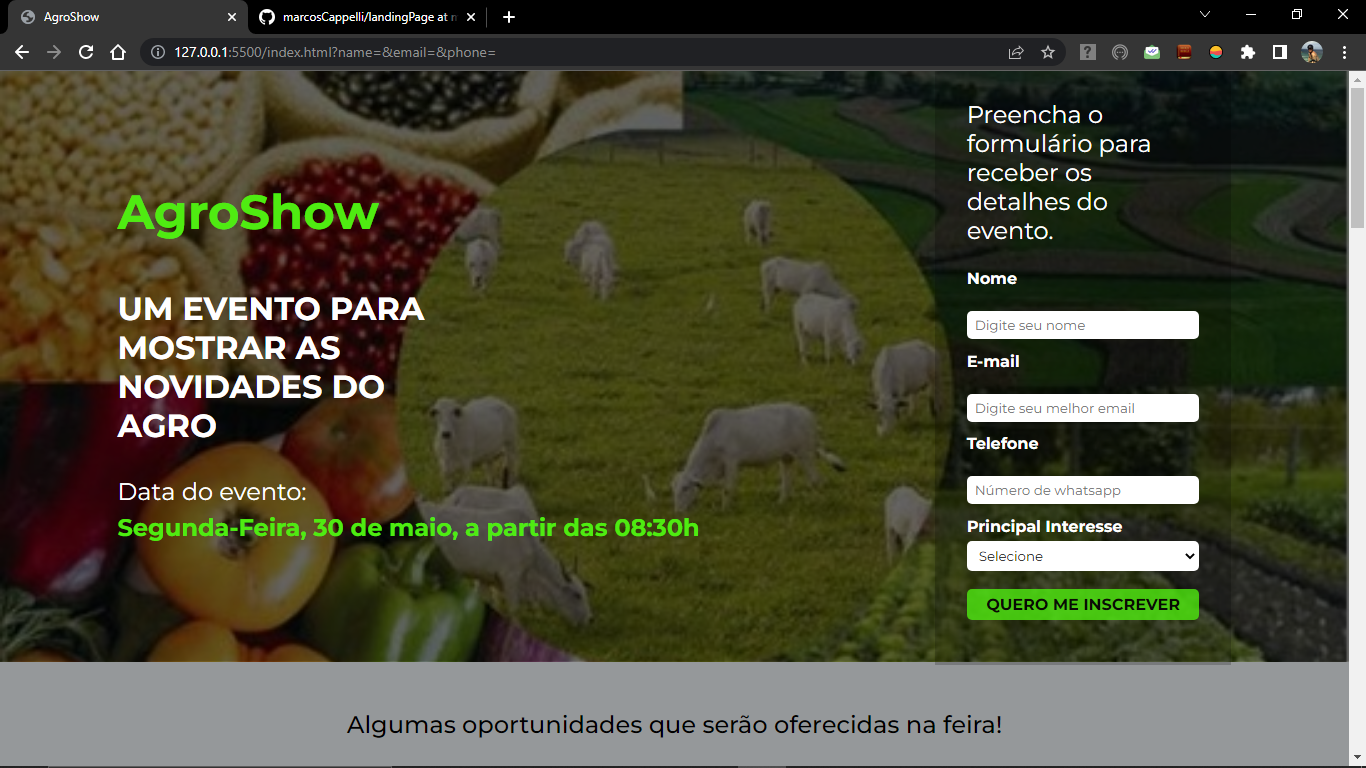 AgroShow
marcosCappelli/landingPage at
127.0.0.1:5500/index.html?name=&email=&phone=
AgroShow
UM EVENTO PARA
MOSTRAR AS
NOVIDADES DO
AGRO
Data do evento:
Segunda-Feira, 30 de maio, a partir das 08:30h
Preencha o
formulário para
receber os
detalhes do
evento.
Nome
Digite seu nome
E-mail
Digite seu melhor email
Telefone
Número de whatsapp
Principal Interesse
Selecione
QUERO ME INSCREVER
Algumas oportunidades que serão oferecidas na feira!